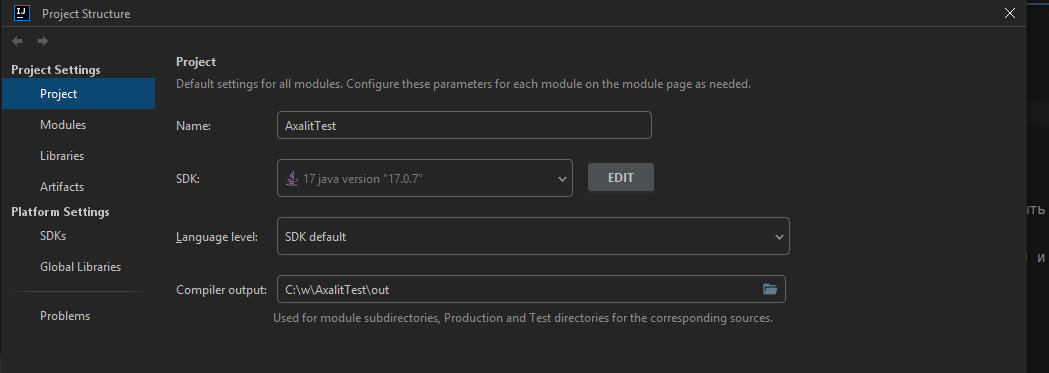 IJ Project Structure
Project Settings
Project
Modules
Libraries
Artifacts
Platform Settings
SDKs
Global Libraries
Problems
Project
Default settings for all modules. Configure these parameters for each module on the module page as needed.
Name: AxalitTest
SDK: 17 java version "17.0.7" EDIT
Language level: SDK default
Compiler output: C:\w\AxalitTest\out
Used for module subdirectories, Production and Test directories for the corresponding sources.
ть
и